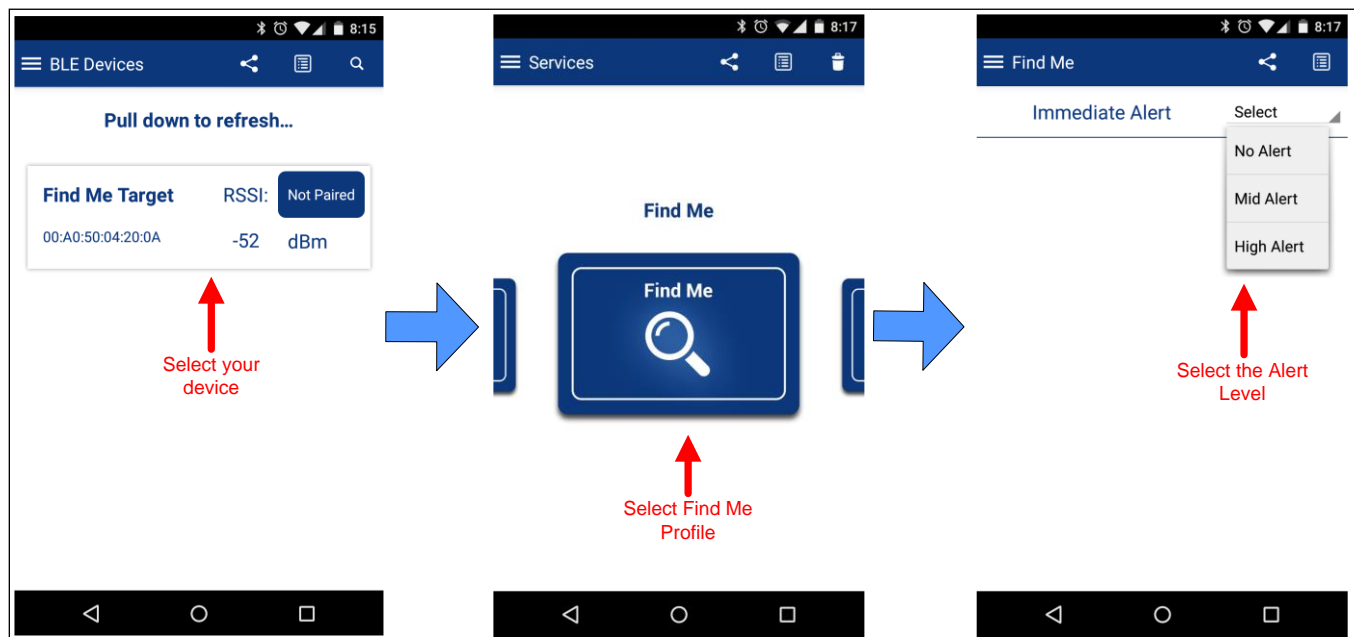 8:15
BLE Devices
Pull down to refresh...
Find Me Target
RSSI:
Not Paired
00:A0:50:04:20:0A
-52
dBm
Select your
device
8:17
Services
Find Me
Find Me
Select Find Me
Profile
8:17
Find Me
Immediate Alert
Select
No Alert
Mid Alert
High Alert
Select the Alert
Level